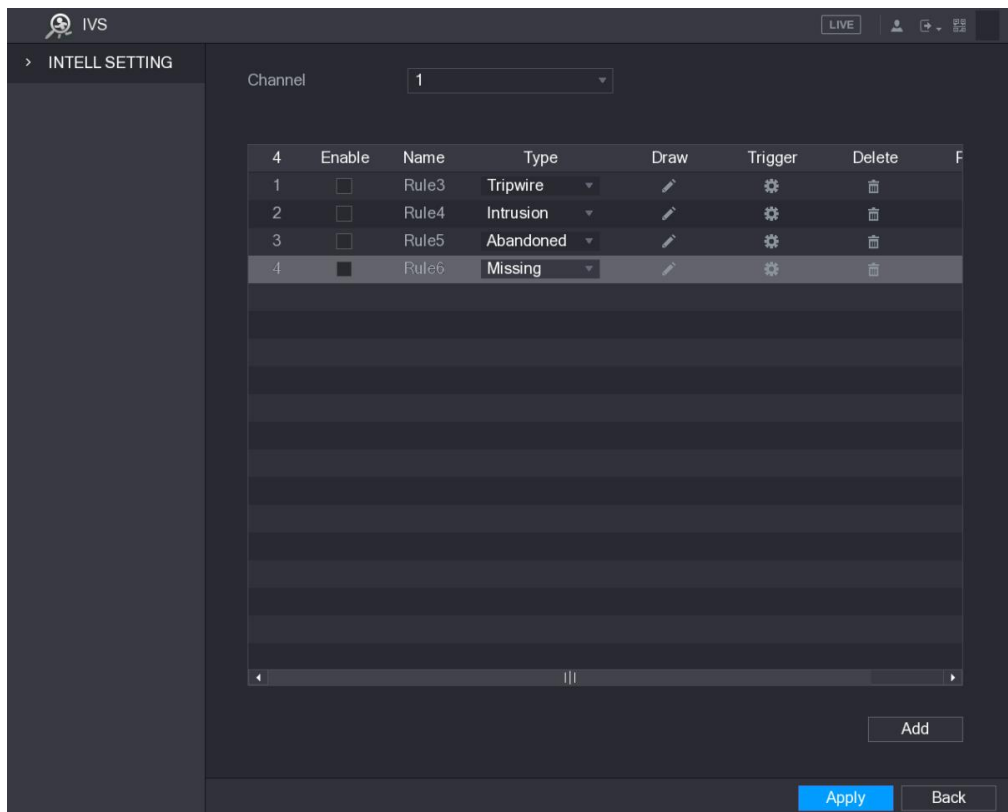 IVS LIVE
INTELL SETTING
Channel 1
4 Enable Name Type Draw Trigger Delete
1 Rule3 Tripwire
2 Rule4 Intrusion
3 Rule5 Abandoned
4 Rule6 Missing
Add
Apply Back